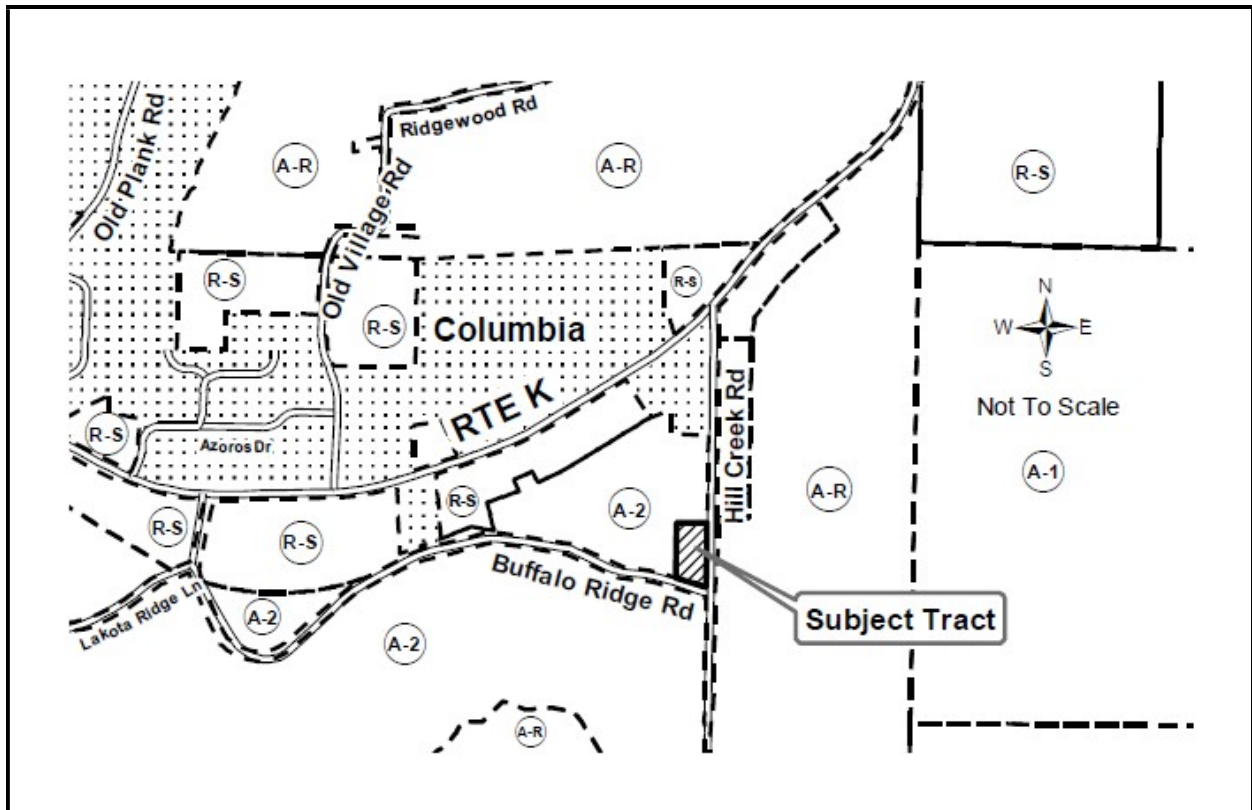 Ridgewood Rd
Old Plank Rd
A-R
A-R
R-S
Old Village Rd
R-S
R-S
R-S
Columbia
N
W E
S
Not To Scale
RTE K
R-S
Azoros Dr
Hill Creek Rd
A-1
A-R
R-S
A-2
R-S
R-S
Buffalo Ridge Rd
Subject Tract
Lakota Ridge Ln
A-2
A-2
A-R